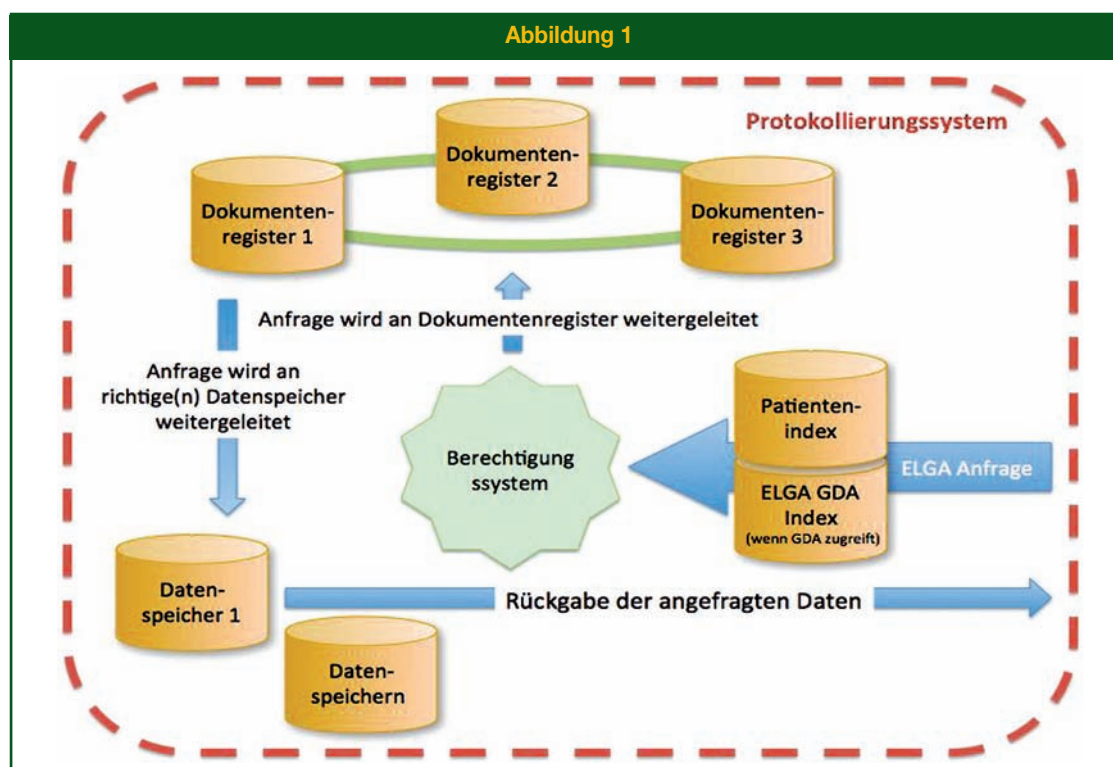 Abbildung 1
Protokollierungssystem
Dokumenten-
register 2
Dokumenten-
register 1
Dokumenten-
register 3
Anfrage wird an Dokumentenregister weitergeleitet
Anfrage wird an
richtige(n) Datenspeicher
weitergeleitet
Berechtigung
ssystem
Patienten-
index
ELGA GDA
Index
(wenn GDA zugreift)
ELGA Anfrage
Daten-
speicher 1
Rückgabe der angefragten Daten
Daten-
speichern